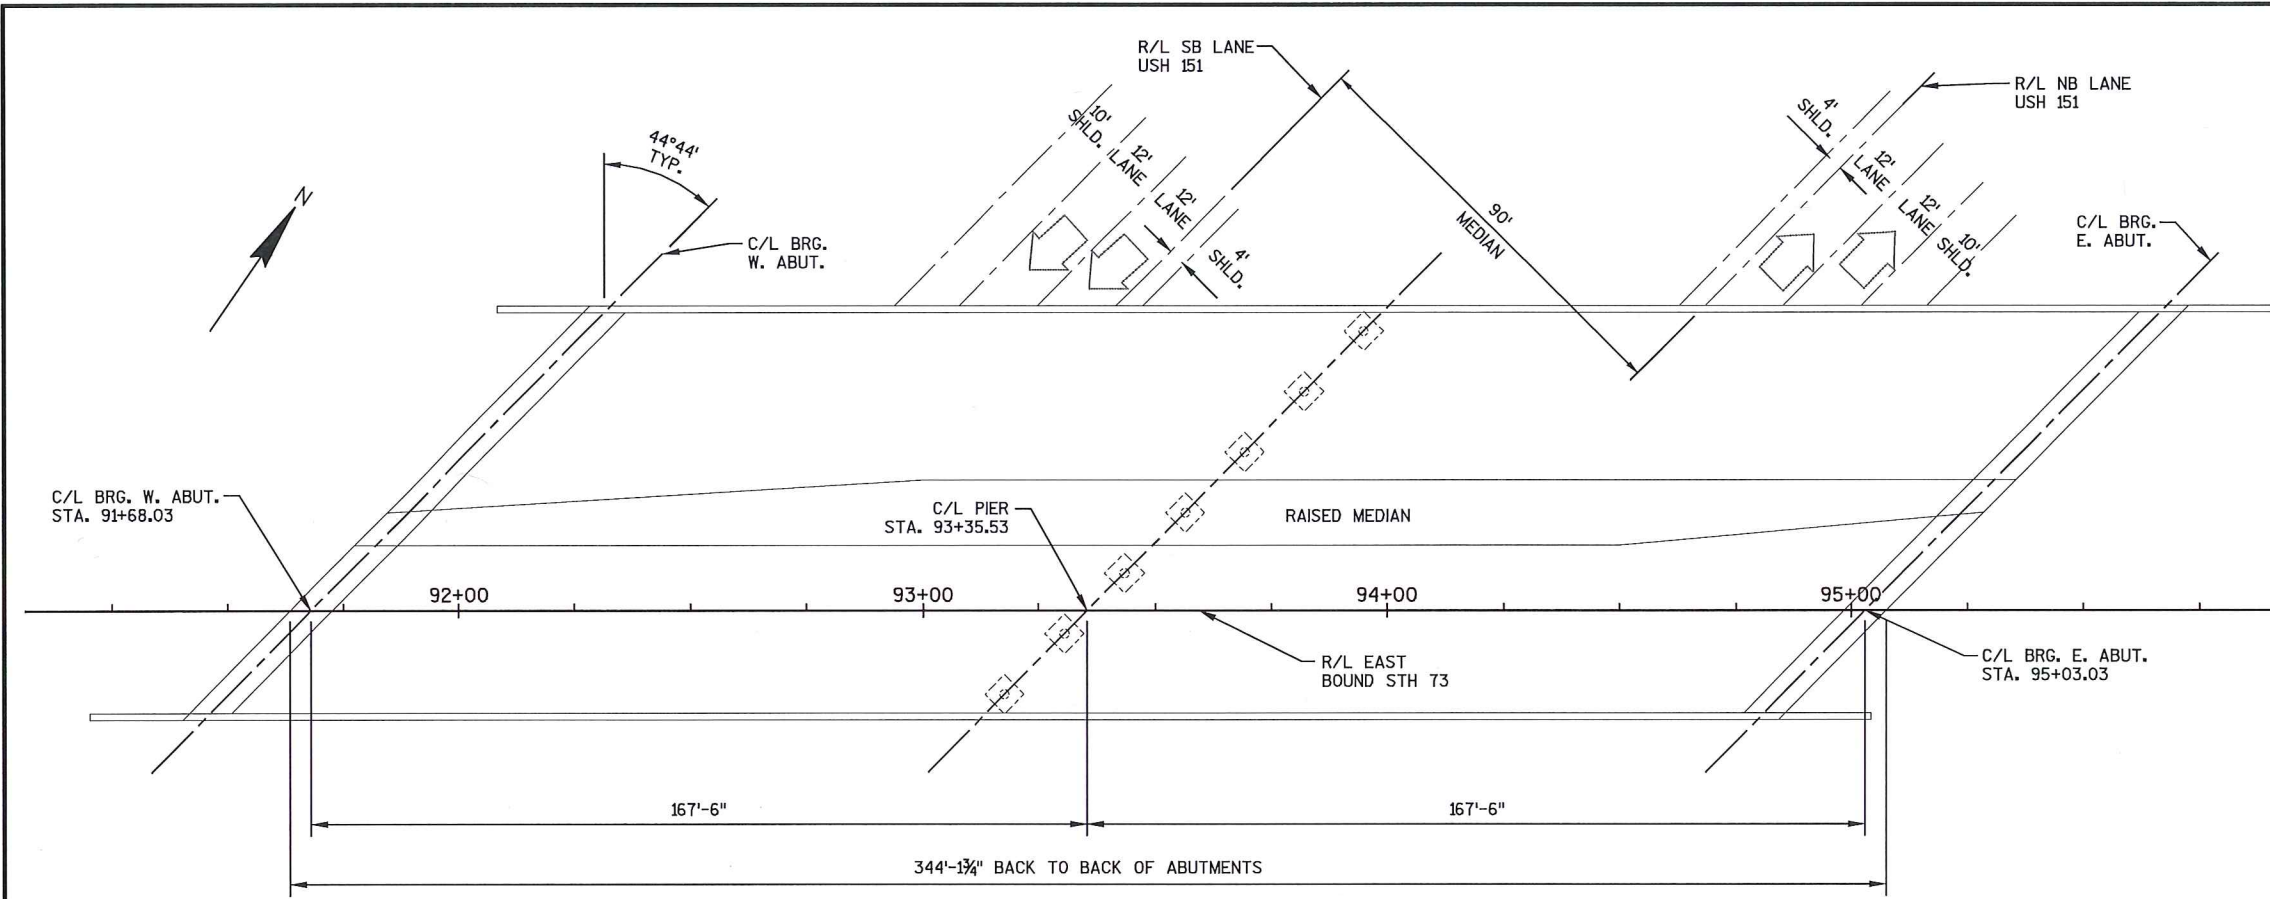 R/L SB LANE
USH 151
R/L NB LANE
USH 151
10'
SHLD.
12'
LANE
12'
LANE
4'
SHLD.
4'
SHLD.
12'
LANE
12'
LANE
10'
SHLD.
44°44'
TYP.
N
C/L BRG.
W. ABUT.
90'
MEDIAN
C/L BRG.
E. ABUT.
C/L BRG. W. ABUT.
STA. 91+68.03
C/L PIER
STA. 93+35.53
RAISED MEDIAN
92+00
93+00
94+00
95+00
R/L EAST
BOUND STH 73
C/L BRG. E. ABUT.
STA. 95+03.03
167'-6"
167'-6"
344'-1¾" BACK TO BACK OF ABUTMENTS